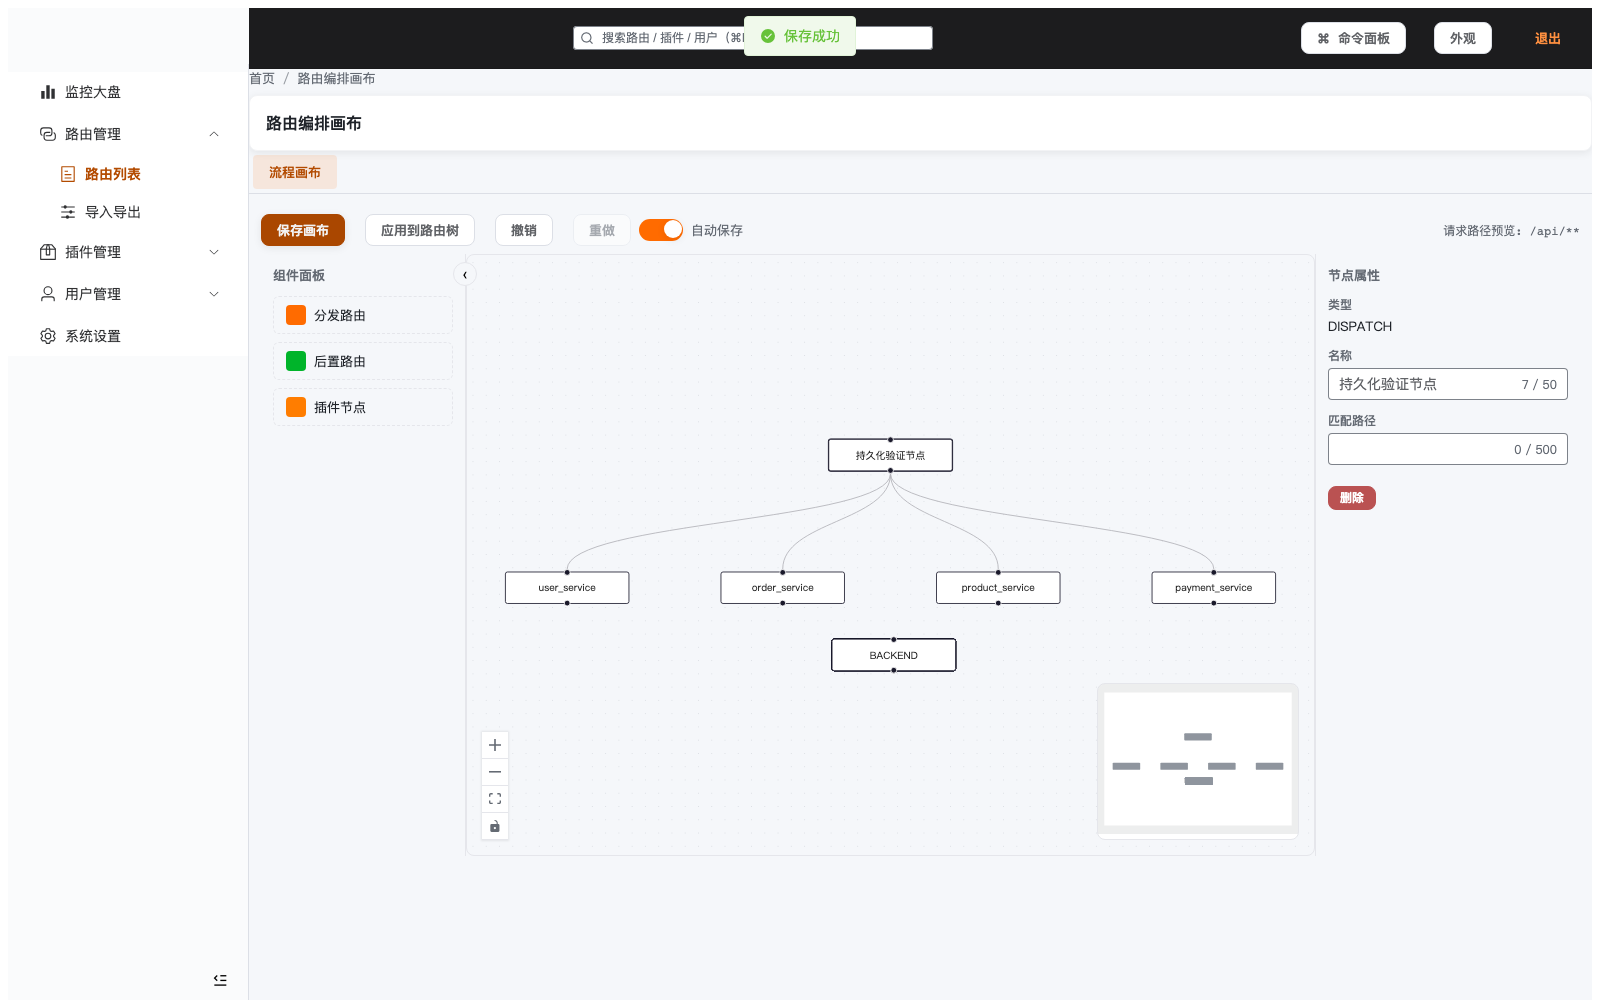 搜索路由 / 插件 / 用户（⌘
保存成功
⌘ 命令面板
外观
退出
监控大盘
路由管理
路由列表
导入导出
插件管理
用户管理
系统设置
首页 / 路由编排画布
路由编排画布
流程画布
保存画布
应用到路由树
撤销
重做
自动保存
请求路径预览: /api/**
组件面板
分发路由
后置路由
插件节点
持久化验证节点
user_service
order_service
product_service
payment_service
BACKEND
节点属性
类型
DISPATCH
名称
持久化验证节点
7 / 50
匹配路径
0 / 500
删除